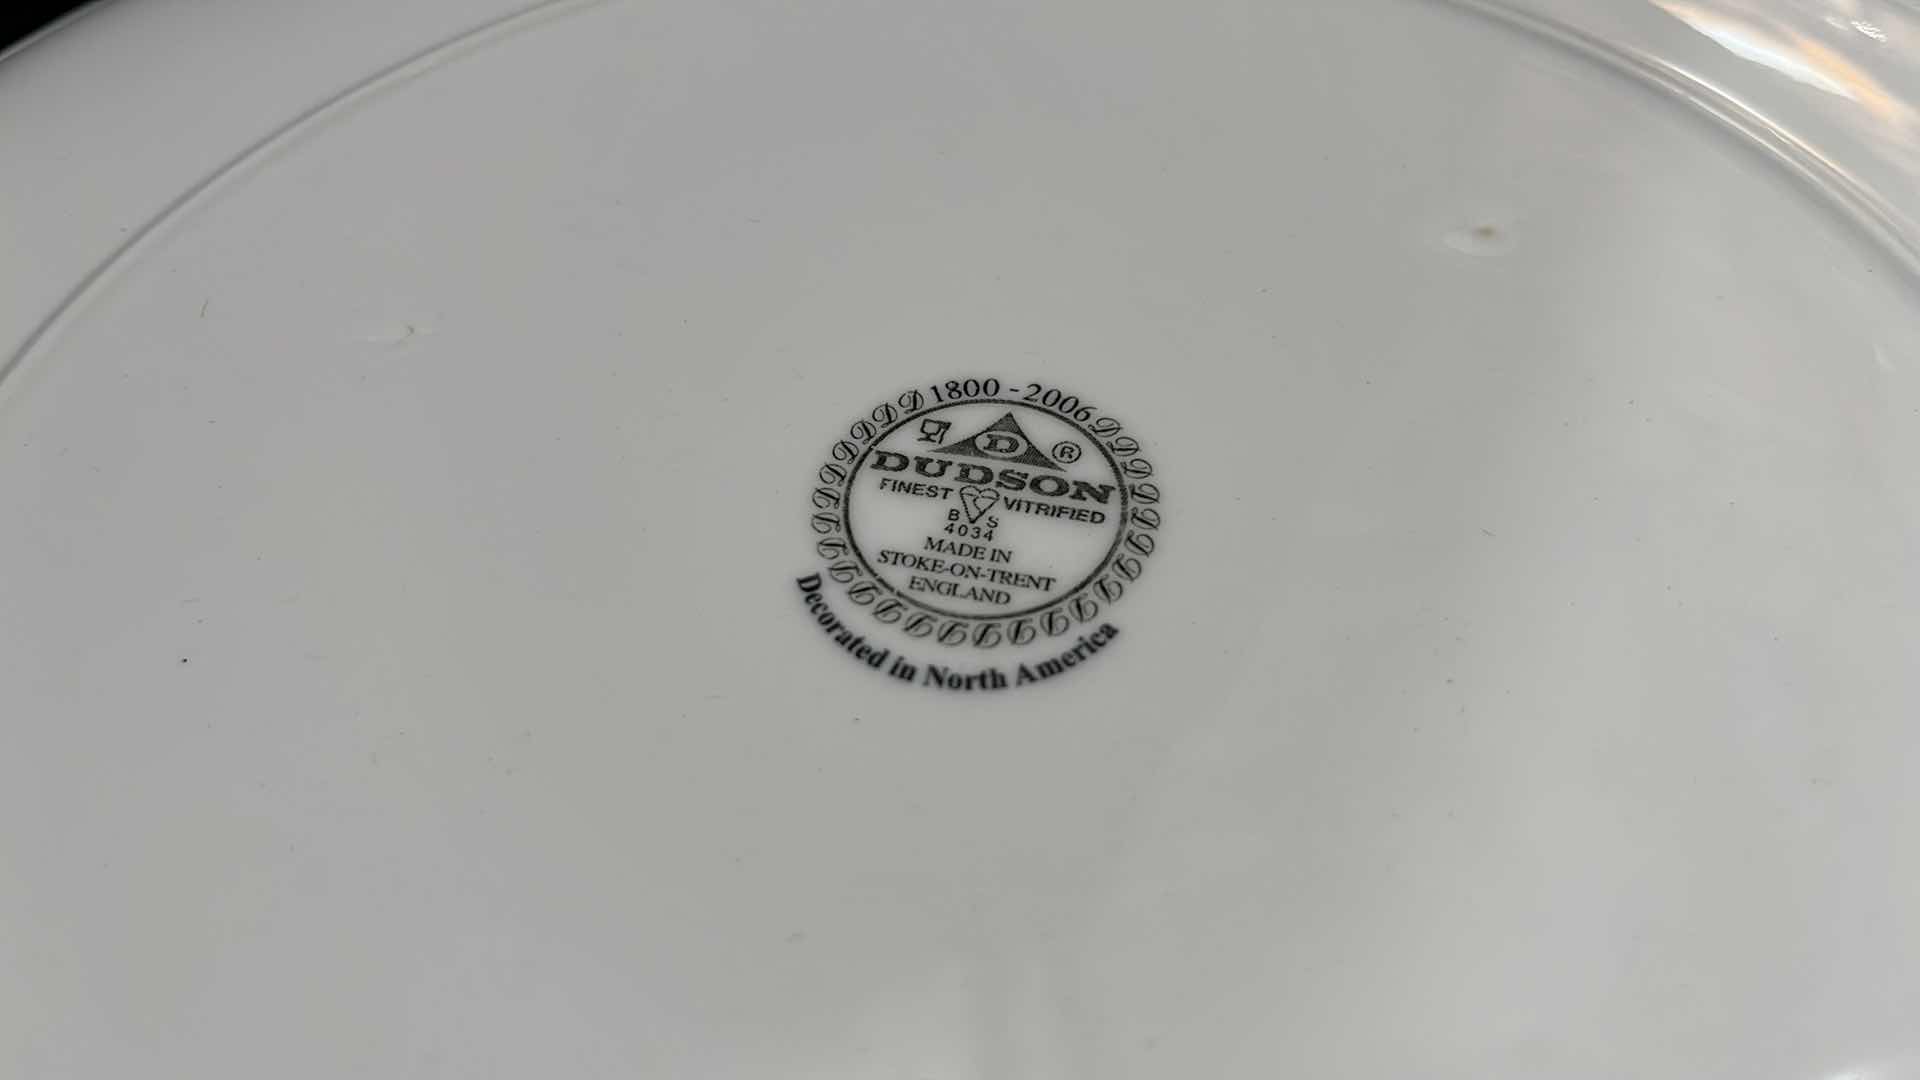 1800 - 2006
D
®
DUDSON
FINEST VITRIFIED
B S
4034
MADE IN
STOKE-ON-TRENT
ENGLAND
Decorated in North America